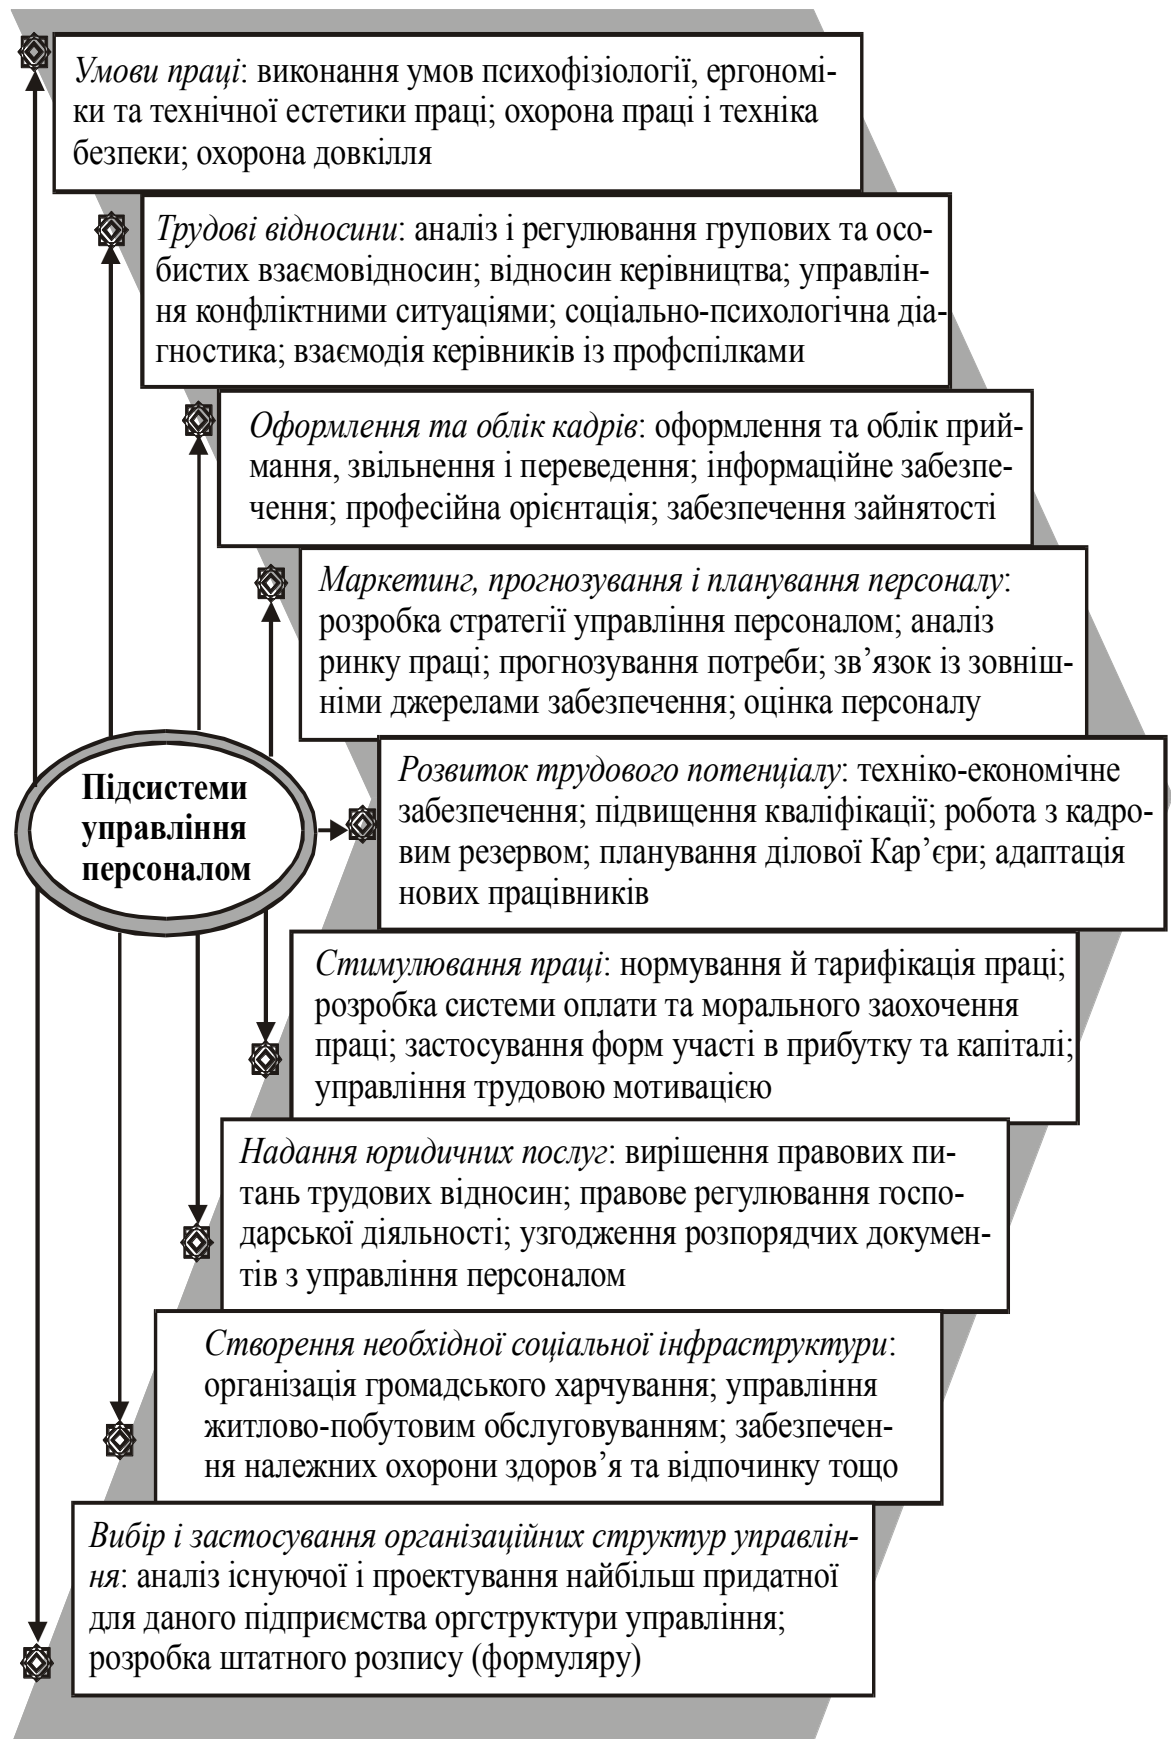 Умови праці: виконання умов психофізіології, ергономі-
ки та технічної естетики праці; охорона праці і техніка
безпеки; охорона довкілля
Трудові відносини: аналіз і регулювання групових та осо-
бистих взаємовідносин; відносин керівництва; управлін-
ня конфліктними ситуаціями; соціально-психологічна діа-
гностика; взаємодія керівників із профспілками
Оформлення та облік кадрів: оформлення та облік прий-
мання, звільнення і переведення; інформаційне забезпе-
чення; професійна орієнтація; забезпечення зайнятості
Маркетинг, прогнозування і планування персоналу:
розробка стратегії управління персоналом; аналіз
ринку праці; прогнозування потреби; зв’язок із зовніш-
німи джерелами забезпечення; оцінка персоналу
Підсистеми
управління
персоналом
Розвиток трудового потенціалу: техніко-економічне
забезпечення; підвищення кваліфікації; робота з кадро-
вим резервом; планування ділової Кар’єри; адаптація
нових працівників
Стимулювання праці: нормування й тарифікація праці;
розробка системи оплати та морального заохочення
праці; застосування форм участі в прибутку та капіталі;
управління трудовою мотивацією
Надання юридичних послуг: вирішення правових пи-
тань трудових відносин; правове регулювання госпо-
дарської діяльності; узгодження розпорядчих докумен-
тів з управління персоналом
Створення необхідної соціальної інфраструктури:
організація громадського харчування; управління
житлово-побутовим обслуговуванням; забезпечен-
ня належних охорони здоров’я та відпочинку тощо
Вибір і застосування організаційних структур управлін-
ня: аналіз існуючої і проектування найбільш придатної
для даного підприємства оргструктури управління;
розробка штатного розпису (формуляру)